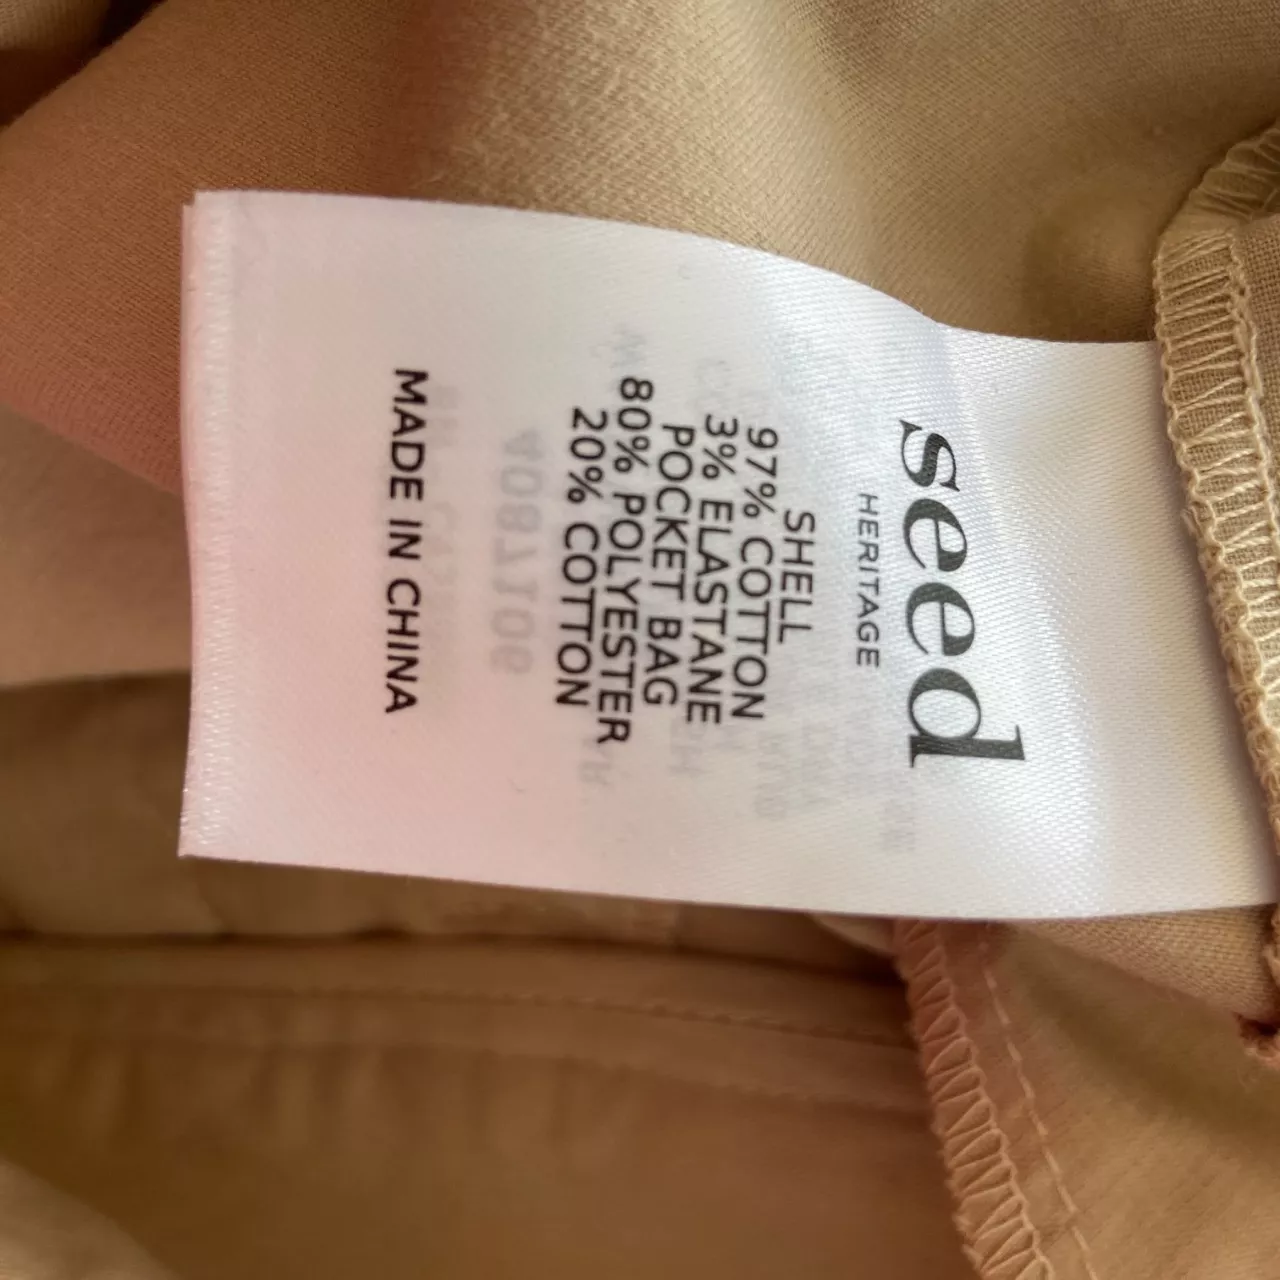 seed
HERITAGE
SHELL
97% COTTON
3% ELASTANE
POCKET BAG
80% POLYESTER
20% COTTON
MADE IN CHINA